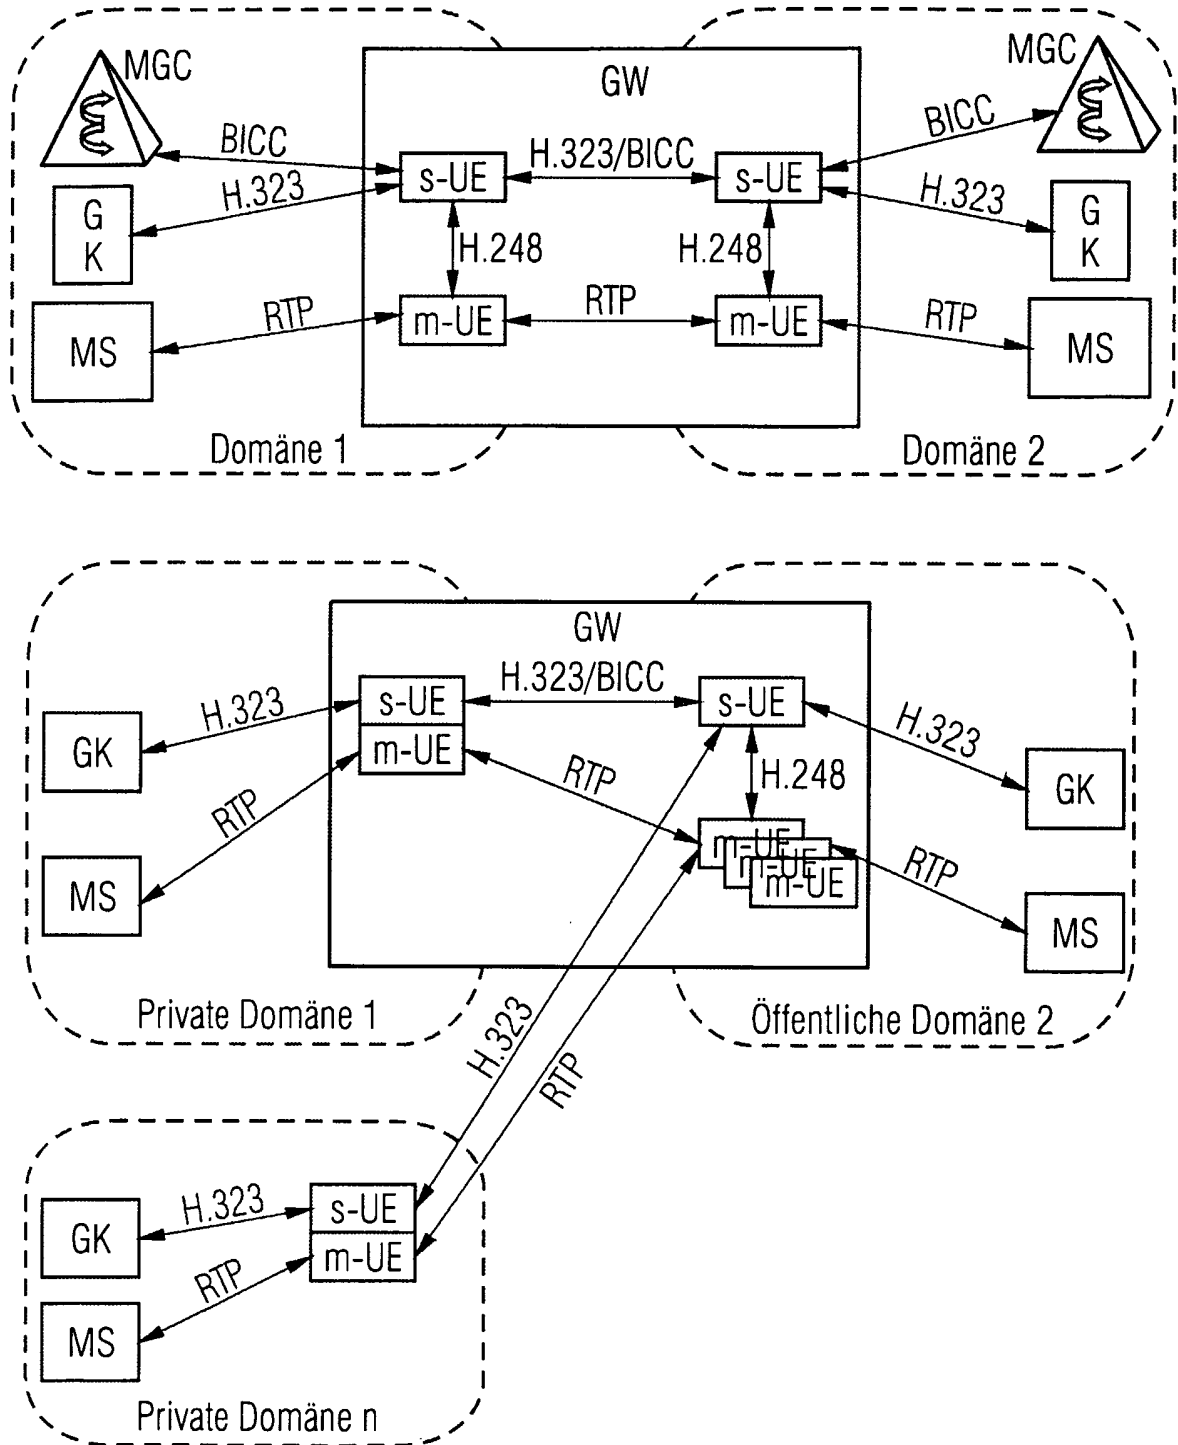 MGC
GW
MGC
BICC
H.323/BICC
BICC
s-UE
s-UE
H.323
H.323
G
K
G
K
H.248
H.248
RTP
RTP
RTP
m-UE
m-UE
MS
MS
Domäne 1
Domäne 2
GW
H.323/BICC
H.323
s-UE
s-UE
H.323
GK
m-UE
RTP
H.248
GK
RTP
m-UE
m-UE
m-UE
RTP
MS
MS
Private Domäne 1
Öffentliche Domäne 2
H.323
RTP
H.323
s-UE
GK
m-UE
RTP
MS
Private Domäne n